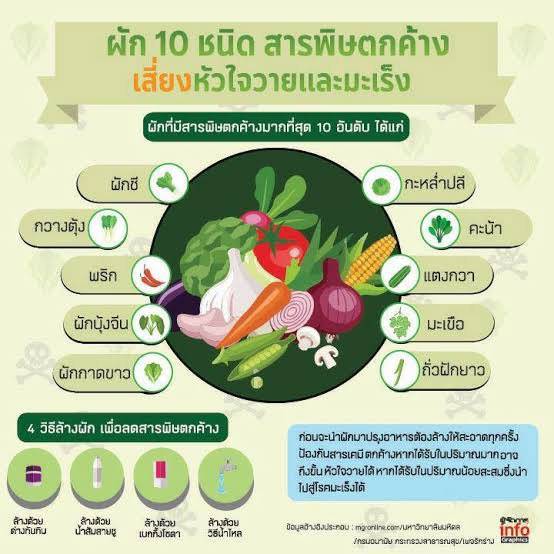 ผัก 10 ชนิด สารพิษตกค้าง
เสี่ยงหัวใจวายและมะเร็ง
ผักที่มีสารพิษตกค้างมากที่สุด 10 อันดับ ได้แก่
ผักชี
กะหล่ำปลี
กวางตุ้ง
คะน้า
พริก
แตงกวา
ผักบุ้งจีน
มะเขือ
ผักกาดขาว
ถั่วฝักยาว
4 วิธีล้างผัก เพื่อลดสารพิษตกค้าง
ล้างด้วย
ด่างทับทิม
ล้างด้วย
น้ำส้มสายชู
ล้างด้วย
เบกกิ้งโซดา
ล้างด้วย
วิธีน้ำไหล
ก่อนจะนำผักมาปรุงอาหารต้องล้างให้สะอาดทุกครั้ง
ป้องกันสารเคมี ตกค้างหากได้รับในปริมาณมาก อาจ
ถึงขั้น หัวใจวายได้ หากได้รับในปริมาณน้อยสะสมซึ่งนำ
ไปสู่โรคมะเร็งได้
ข้อมูลอ้างอิงประกอบ : mgronline.com/มหาวิทยาลัยมหิดล
/กรมอนามัย กระทรวงสาธารณสุข/เพจชีวร่าง
ผู้จัดการ
info
Graphics